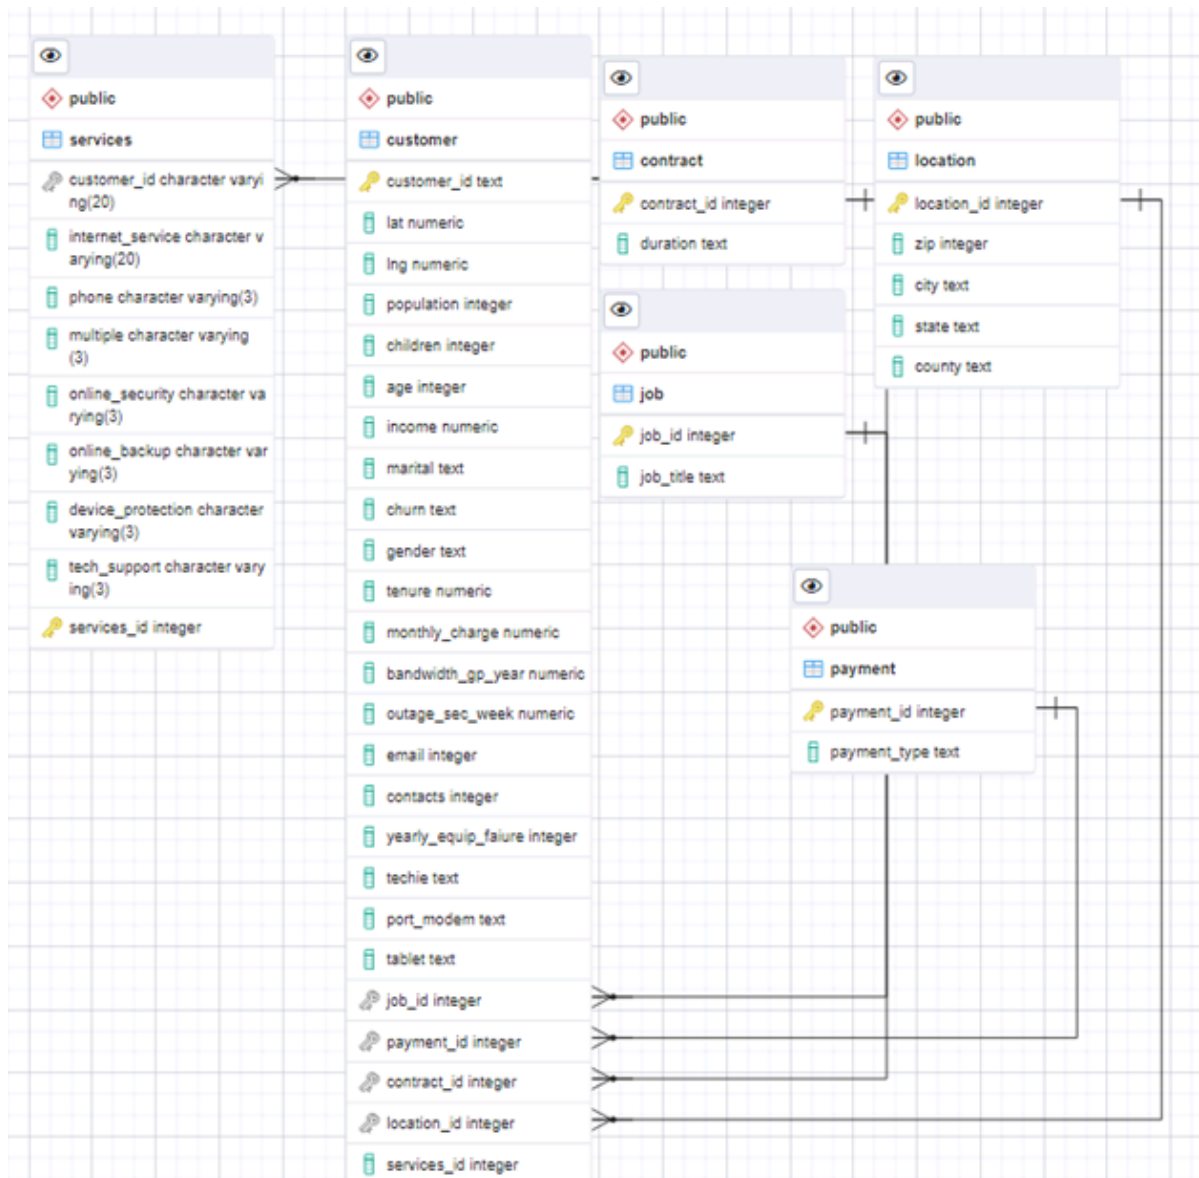 public
services
customer_id character varyi
ng(20)
internet_service character v
arying(20)
phone character varying(3)
multiple character varying
(3)
online_security character va
rying(3)
online_backup character var
ying(3)
device_protection character
varying(3)
tech_support character vary
ing(3)
services_id integer
public
customer
customer_id text
lat numeric
lng numeric
population integer
children integer
age integer
income numeric
marital text
churn text
gender text
tenure numeric
monthly_charge numeric
bandwidth_gp_year numeric
outage_sec_week numeric
email integer
contacts integer
yearly_equip_faiure integer
techie text
port_modem text
tablet text
job_id integer
payment_id integer
contract_id integer
location_id integer
services_id integer
public
contract
contract_id integer
duration text
public
job
job_id integer
job_title text
public
location
location_id integer
zip integer
city text
state text
county text
public
payment
payment_id integer
payment_type text